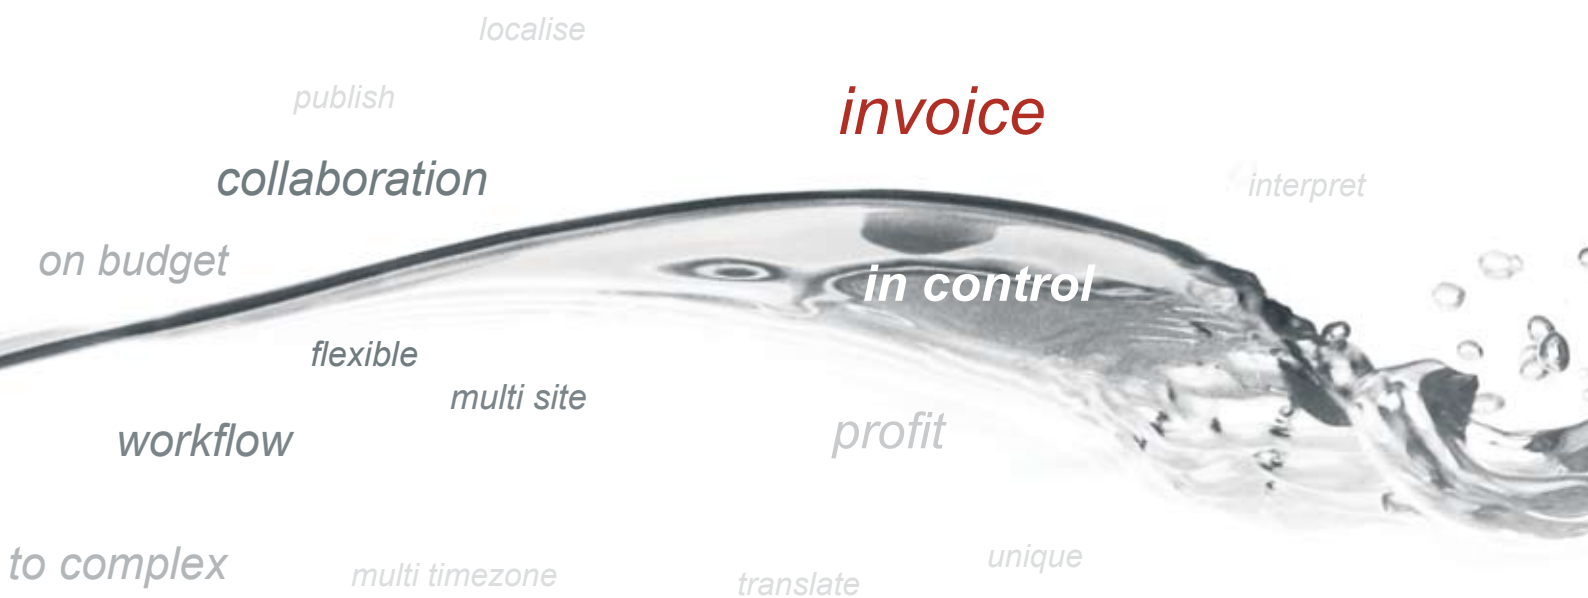 localise
publish
invoice
collaboration
interpret
on budget
in control
flexible
multi site
workflow
profit
to complex
multi timezone
translate
unique